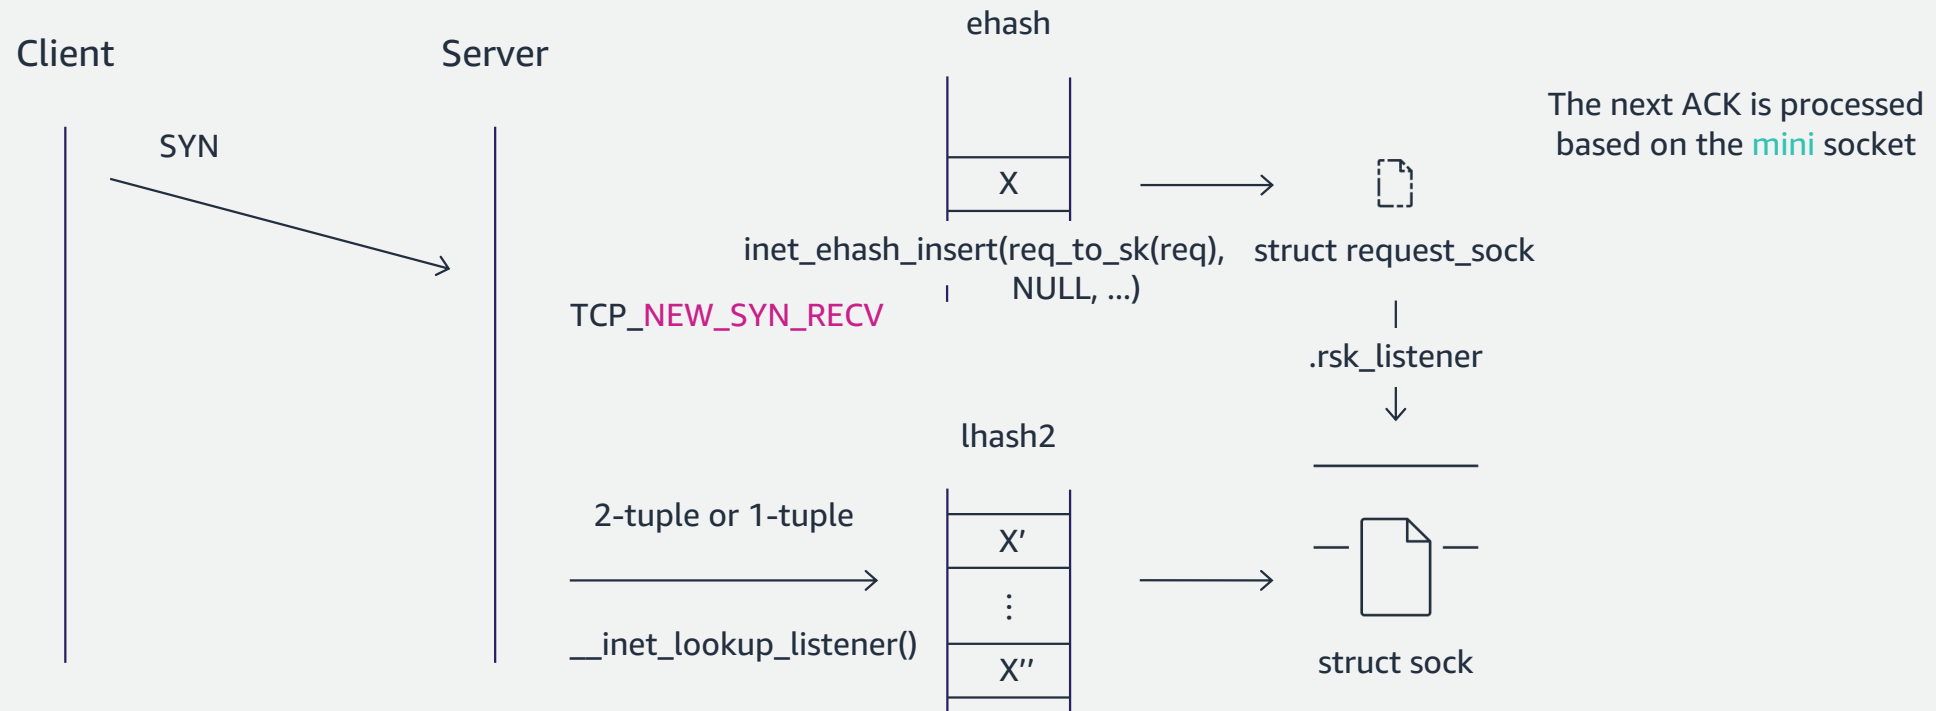 Client
Server
ehash
SYN
The next ACK is processed
based on the mini socket
X
inet_ehash_insert(req_to_sk(req),
NULL, ...)
struct request_sock
TCP_NEW_SYN_RECV
.rsk_listener
lhash2
2-tuple or 1-tuple
X'
⋮
__inet_lookup_listener()
X''
struct sock